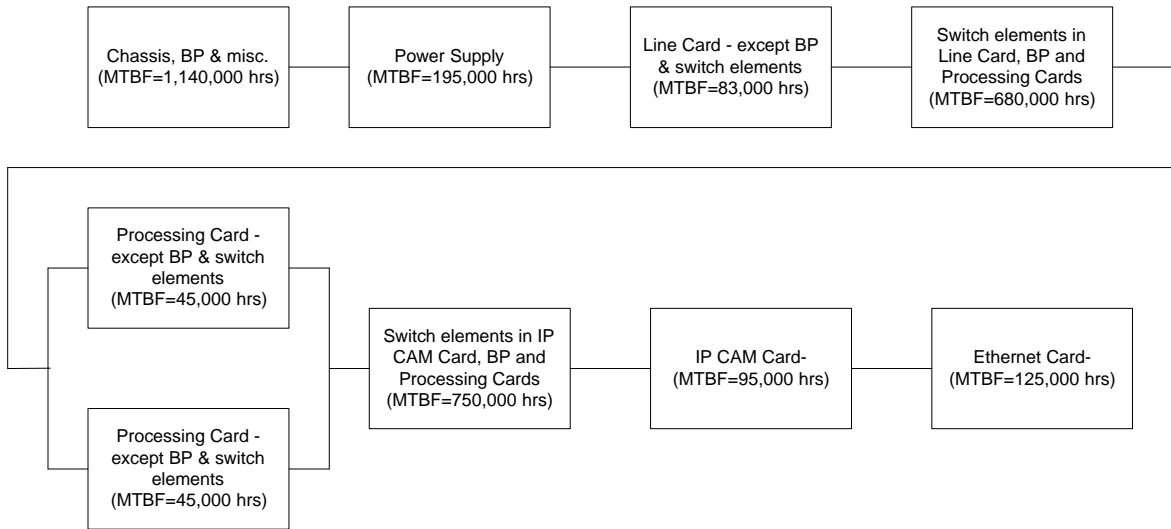 Chassis, BP & misc.
(MTBF=1,140,000 hrs)
Power Supply
(MTBF=195,000 hrs)
Line Card - except BP
& switch elements
(MTBF=83,000 hrs)
Switch elements in
Line Card, BP and
Processing Cards
(MTBF=680,000 hrs)
Processing Card -
except BP & switch
elements
(MTBF=45,000 hrs)
Processing Card -
except BP & switch
elements
(MTBF=45,000 hrs)
Switch elements in IP
CAM Card, BP and
Processing Cards
(MTBF=750,000 hrs)
IP CAM Card-
(MTBF=95,000 hrs)
Ethernet Card-
(MTBF=125,000 hrs)